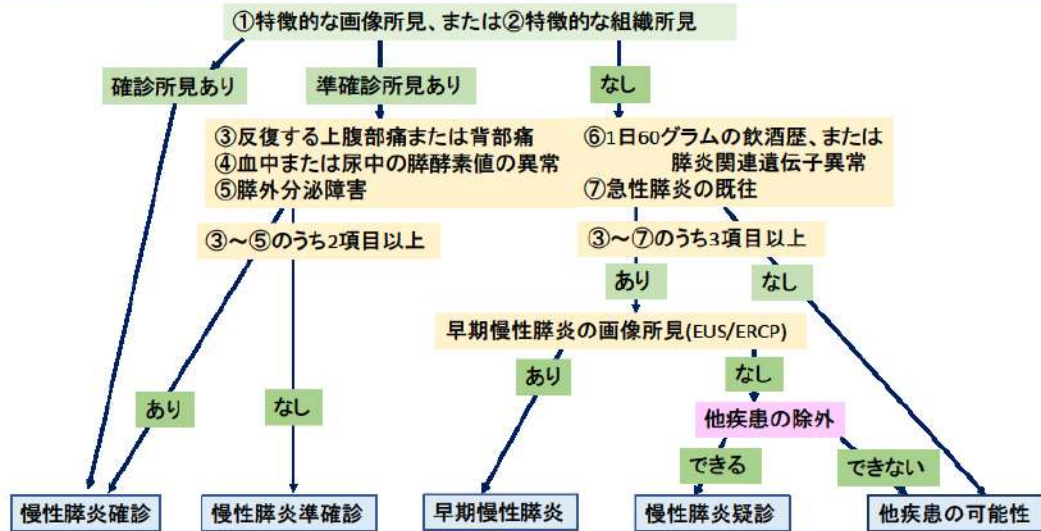 ①特徴的な画像所見、または②特徴的な組織所見
確診所見あり
準確診所見あり
なし
③反復する上腹部痛または背部痛
④血中または尿中の膵酵素値の異常
⑤膵外分泌障害
⑥1日60グラムの飲酒歴、または
膵炎関連遺伝子異常
⑦急性膵炎の既往
③～⑤のうち2項目以上
③～⑦のうち3項目以上
あり
なし
早期慢性膵炎の画像所見(EUS/ERCP)
あり
なし
あり
なし
他疾患の除外
できる
できない
慢性膵炎確診
慢性膵炎準確診
早期慢性膵炎
慢性膵炎疑診
他疾患の可能性